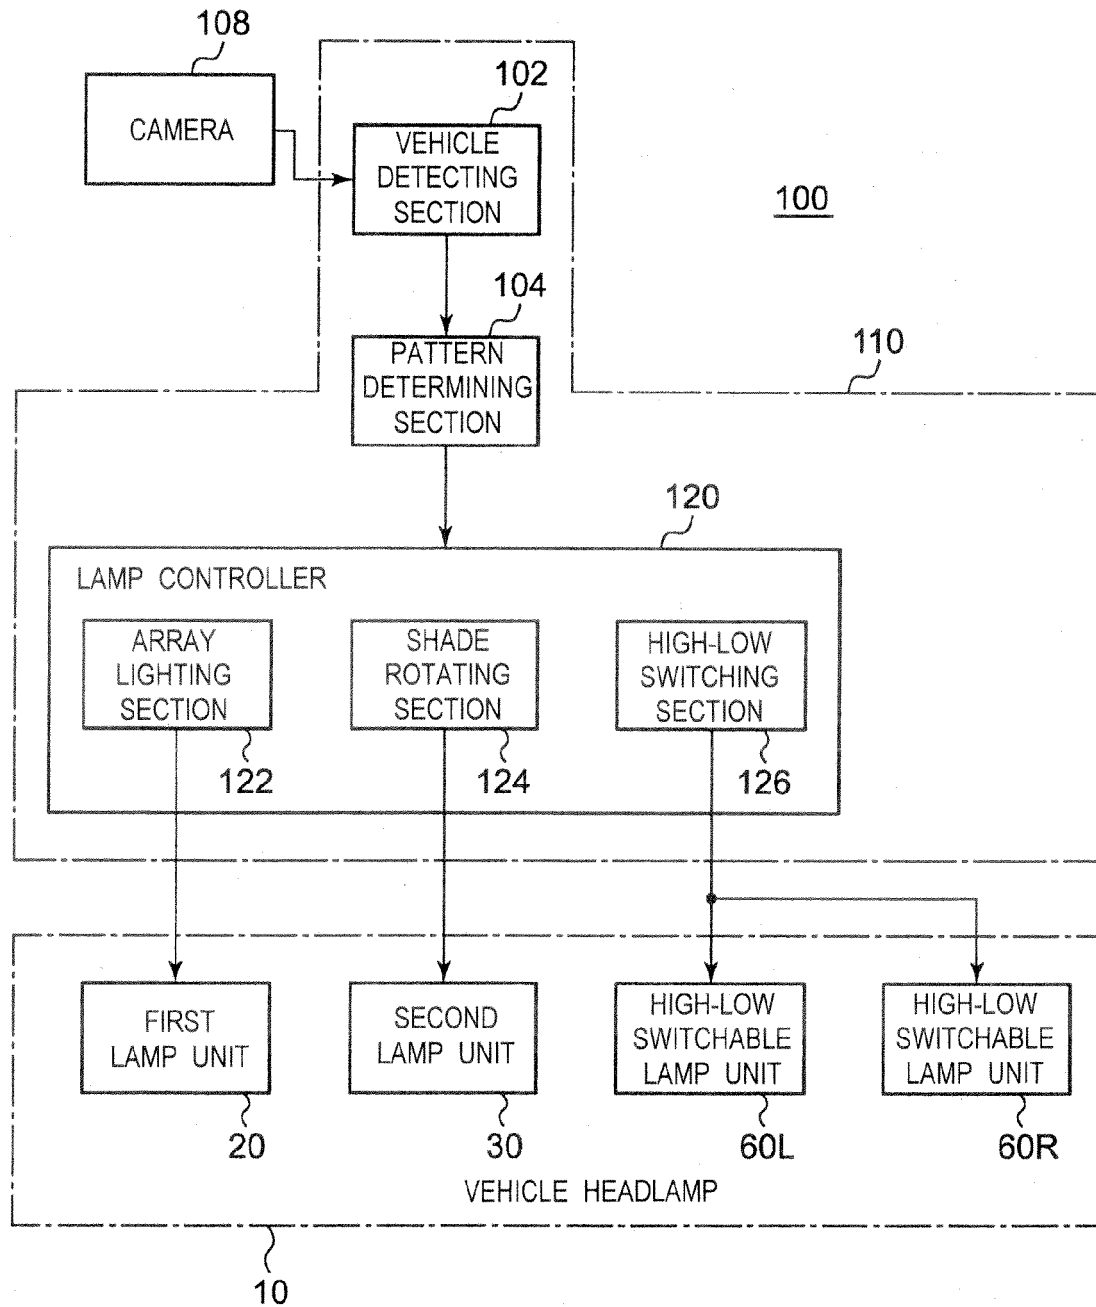 108
CAMERA
102
VEHICLE
DETECTING
SECTION
100
104
PATTERN
DETERMINING
SECTION
110
120
LAMP CONTROLLER
ARRAY
LIGHTING
SECTION
122
SHADE
ROTATING
SECTION
124
HIGH-LOW
SWITCHING
SECTION
126
FIRST
LAMP UNIT
20
SECOND
LAMP UNIT
30
HIGH-LOW
SWITCHABLE
LAMP UNIT
60L
HIGH-LOW
SWITCHABLE
LAMP UNIT
60R
VEHICLE HEADLAMP
10